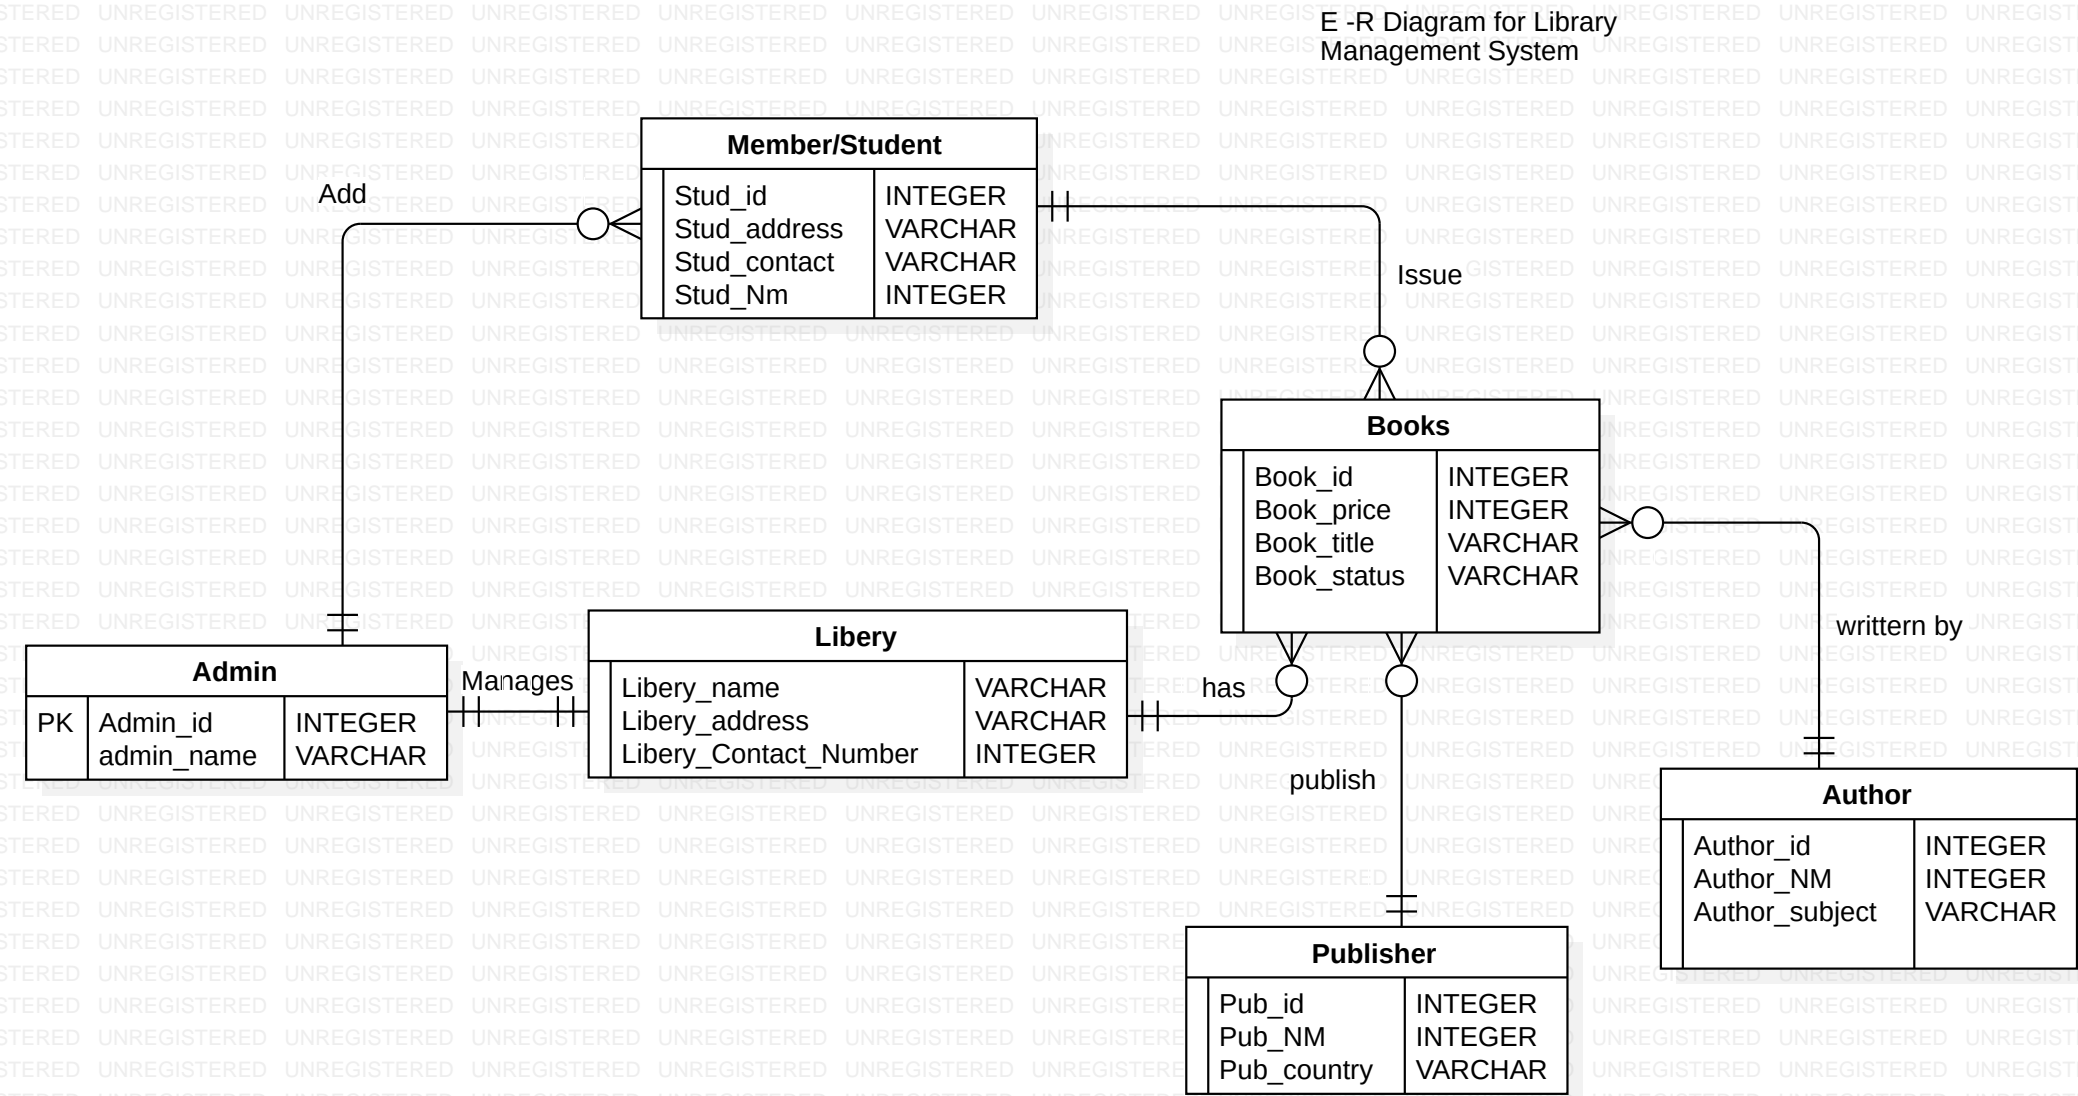 E -R Diagram for Library
Management System
Member/Student
Stud_id INTEGER
Stud_address VARCHAR
Stud_contact VARCHAR
Stud_Nm INTEGER
Add
Issue
Books
Book_id INTEGER
Book_price INTEGER
Book_title VARCHAR
Book_status VARCHAR
writtern by
Admin
PK Admin_id INTEGER
admin_name VARCHAR
Manages
Libery
Libery_name VARCHAR
Libery_address VARCHAR
Libery_Contact_Number INTEGER
has
publish
Author
Author_id INTEGER
Author_NM INTEGER
Author_subject VARCHAR
Publisher
Pub_id INTEGER
Pub_NM INTEGER
Pub_country VARCHAR
UNREGISTERED